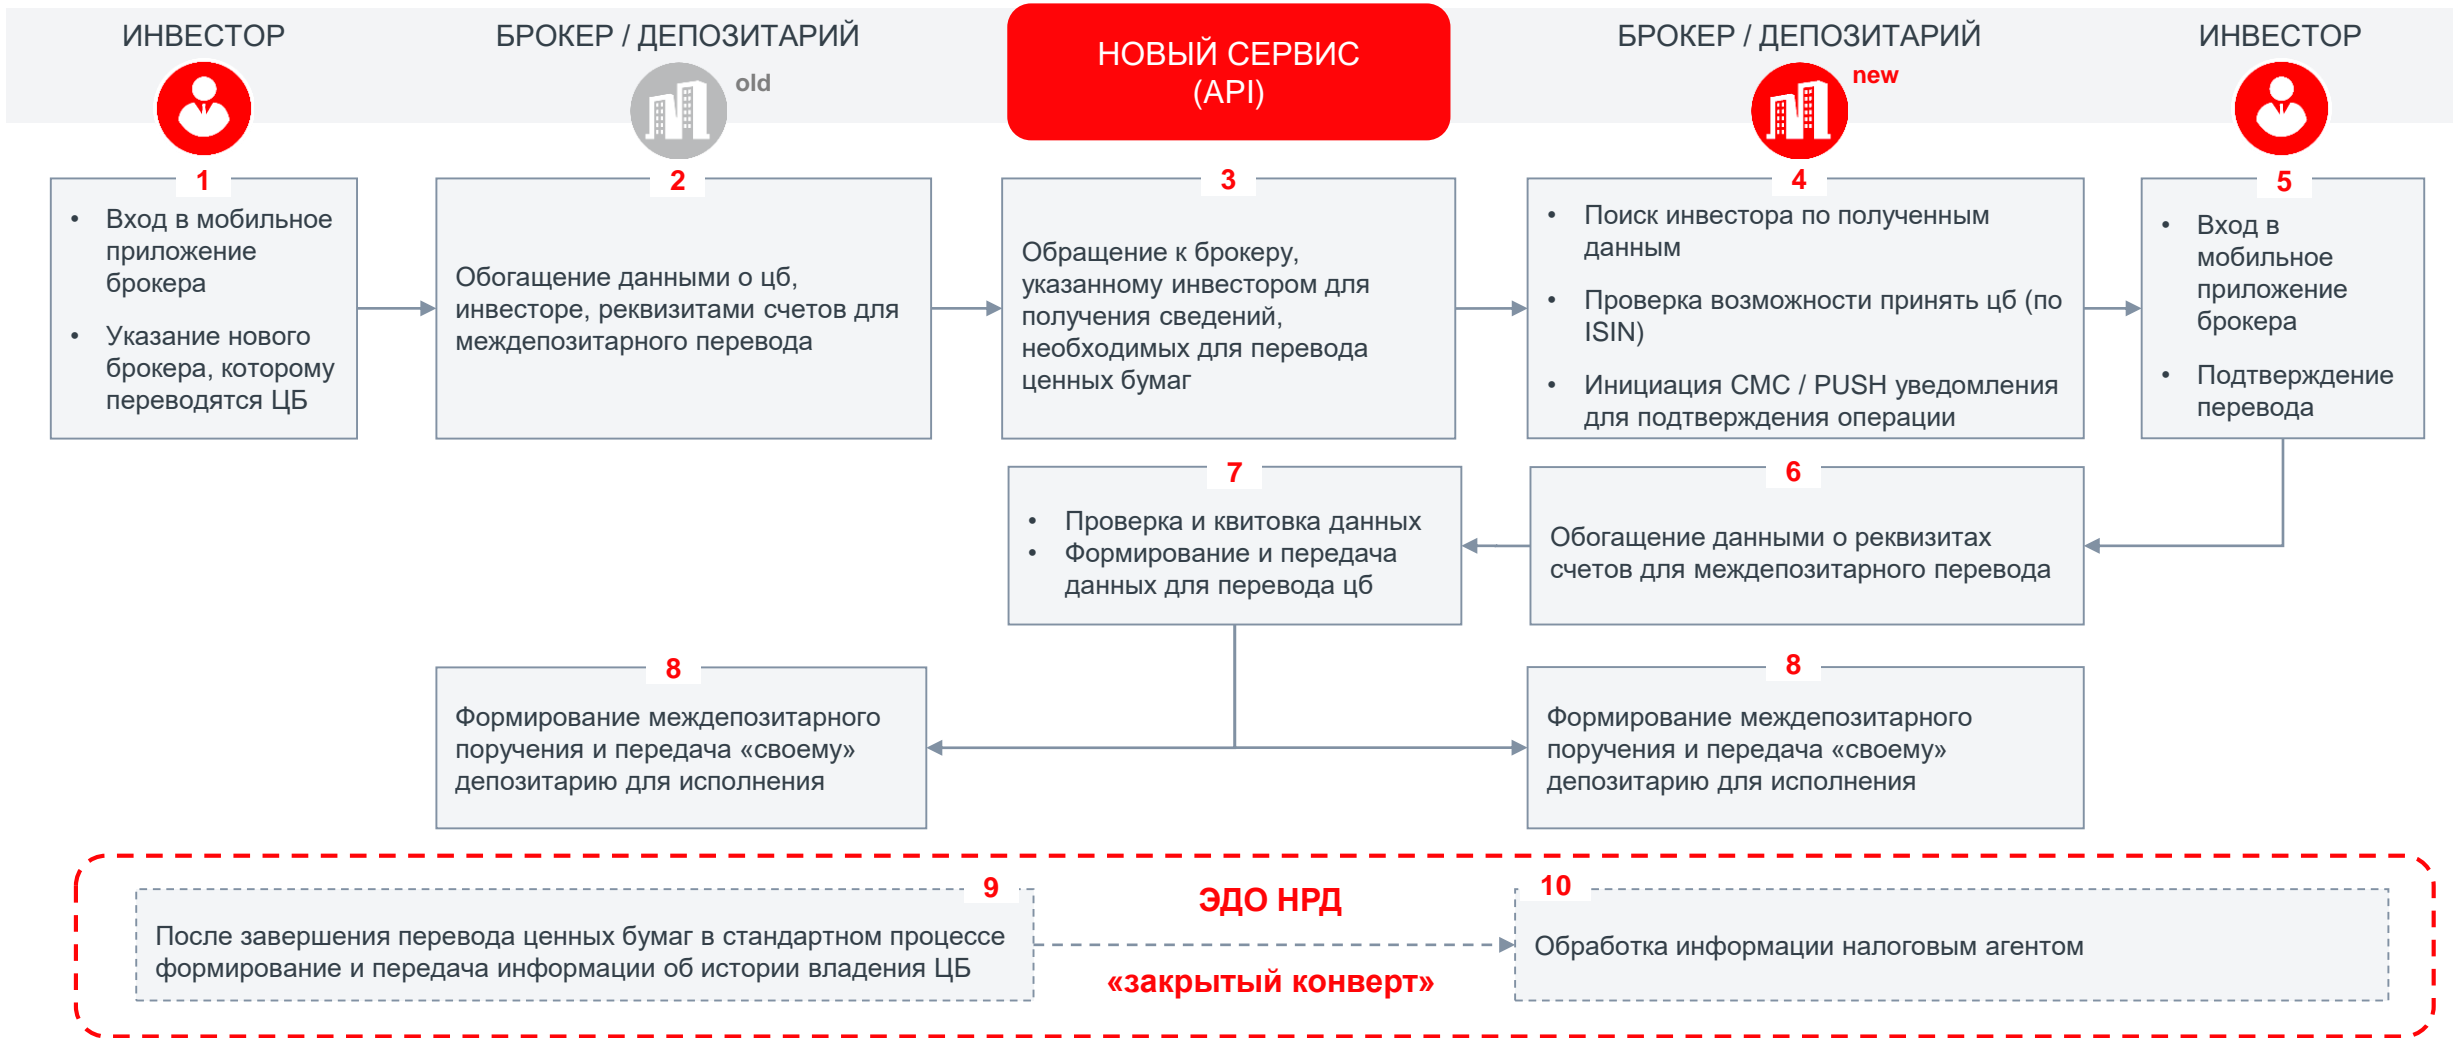 ИНВЕСТОР
БРОКЕР / ДЕПОЗИТАРИЙ
old
НОВЫЙ СЕРВИС
(API)
БРОКЕР / ДЕПОЗИТАРИЙ
new
ИНВЕСТОР
1
• Вход в мобильное
приложение
брокера
• Указание нового
брокера, которому
переводятся ЦБ
2
Обогащение данными о цб,
инвесторе, реквизитами счетов для
междепозитарного перевода
3
Обращение к брокеру,
указанному инвестором для
получения сведений,
необходимых для перевода
ценных бумаг
4
• Поиск инвестора по полученным
данным
• Проверка возможности принять цб (по
ISIN)
• Инициация СМС / PUSH уведомления
для подтверждения операции
5
• Вход в
мобильное
приложение
брокера
• Подтверждение
перевода
7
• Проверка и квитовка данных
• Формирование и передача
данных для перевода цб
6
Обогащение данными о реквизитах
счетов для междепозитарного перевода
8
Формирование междепозитарного
поручения и передача «своему»
депозитарию для исполнения
8
Формирование междепозитарного
поручения и передача «своему»
депозитарию для исполнения
9
После завершения перевода ценных бумаг в стандартном процессе
формирование и передача информации об истории владения ЦБ
ЭДО НРД
«закрытый конверт»
10
Обработка информации налоговым агентом